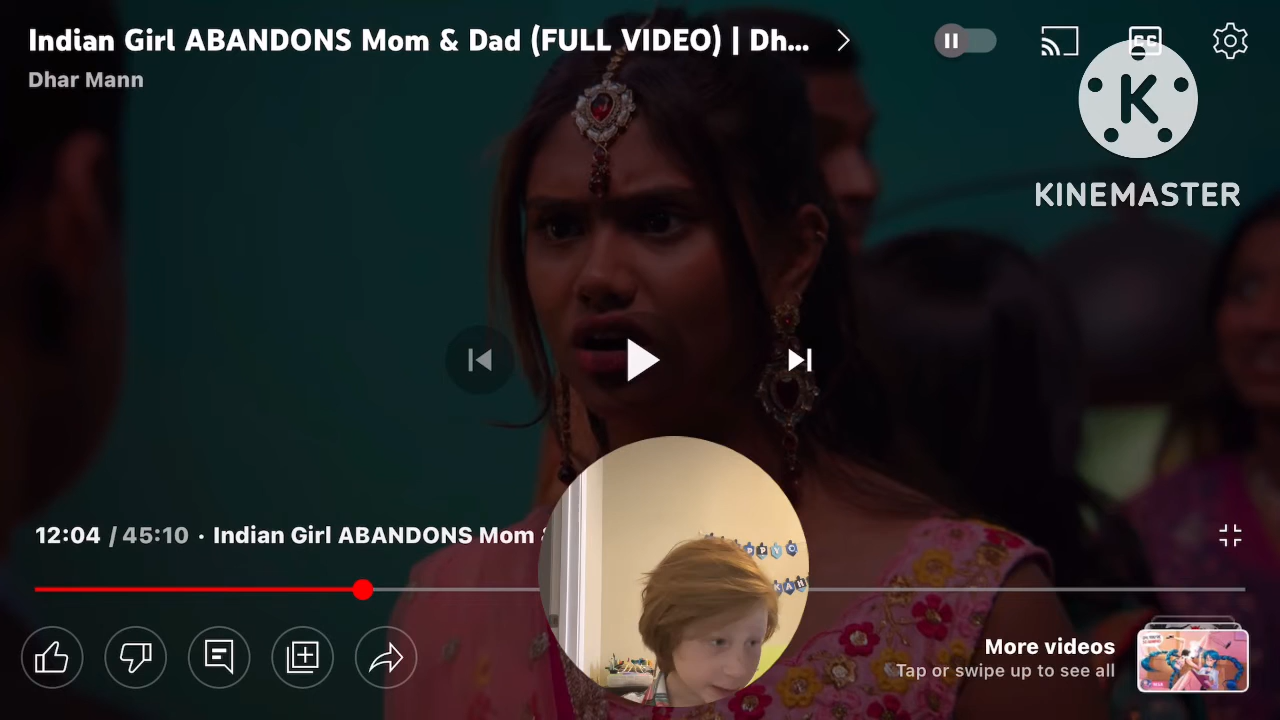 Indian Girl ABANDONS Mom & Dad (FULL VIDEO) | Dh...
Dhar Mann
CC
K
KINEMASTER
12:04 / 45:10 · Indian Girl ABANDONS Mom
More videos
Tap or swipe up to see all